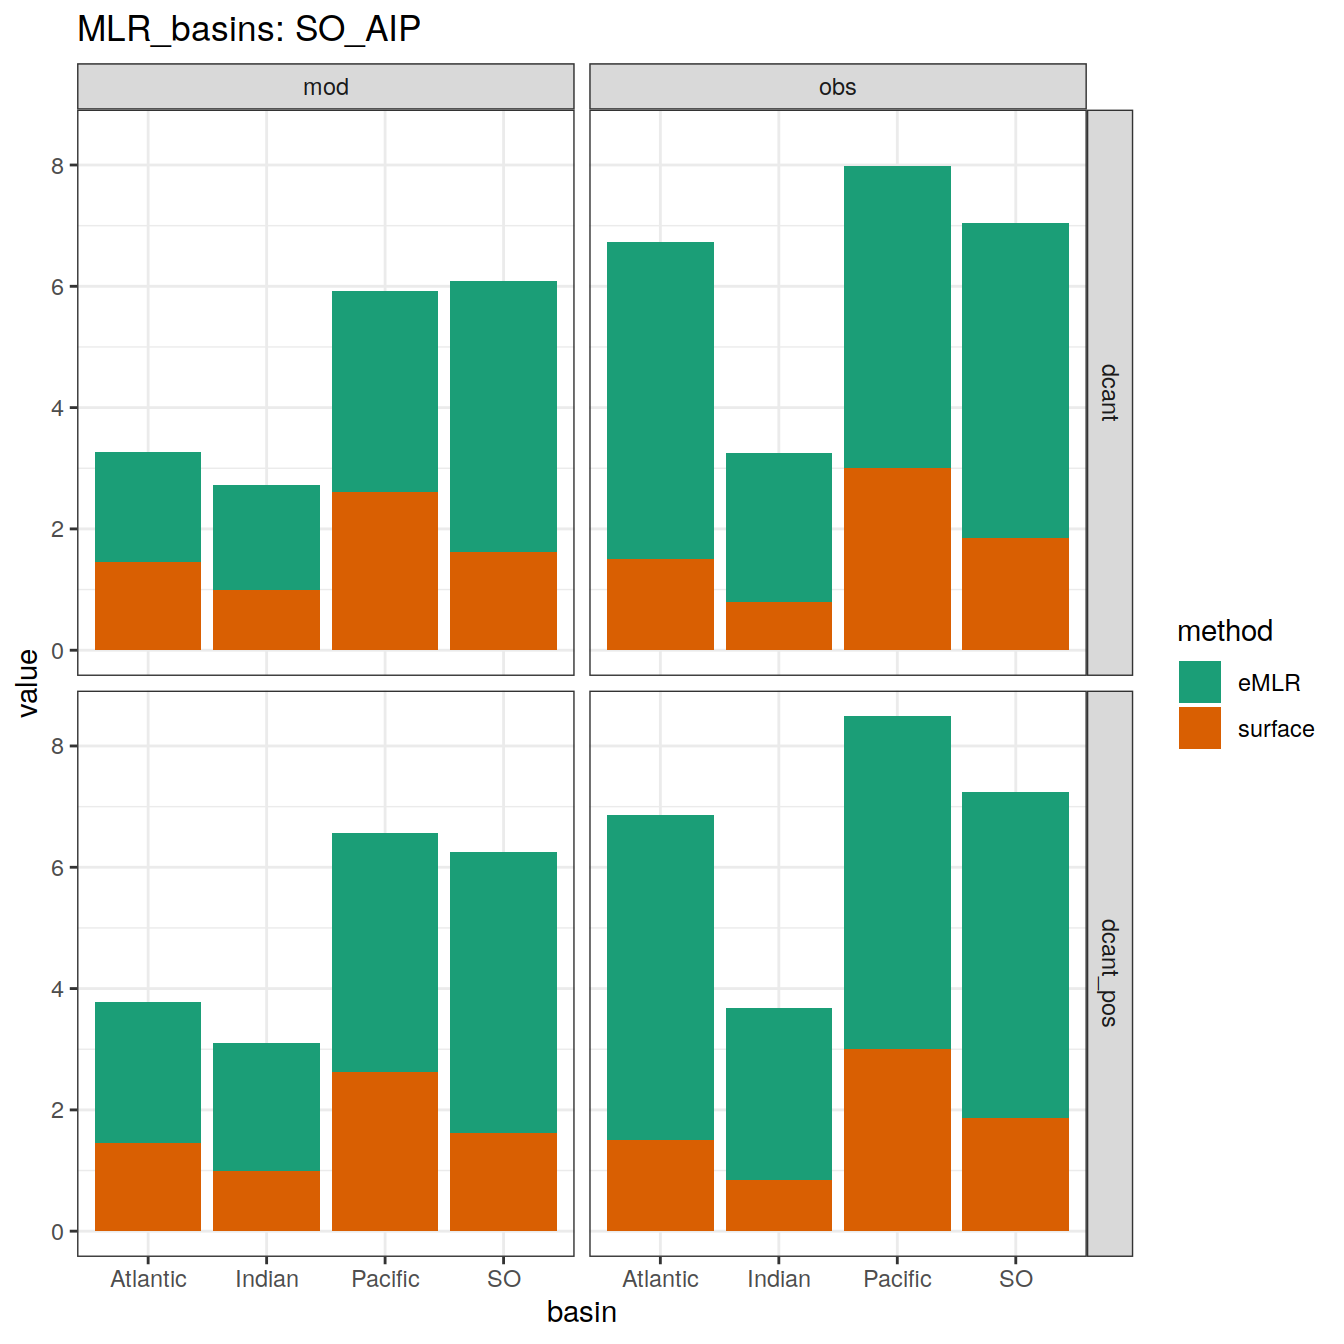 MLR_basins: SO_AIP
mod
obs
8
6
4
2
0
dcant
8
6
4
2
0
dcant_pos
value
Atlantic Indian Pacific SO
Atlantic Indian Pacific SO
basin
method
eMLR
surface